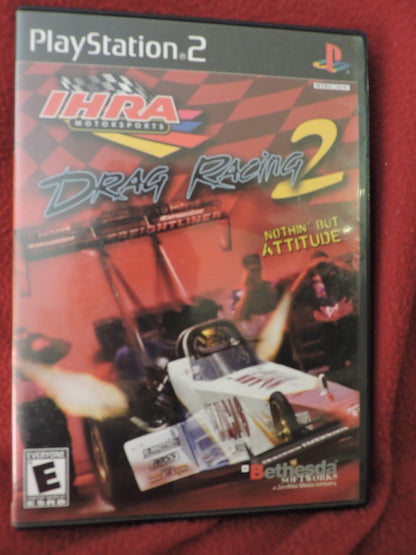 PlayStation.2
IHRA
MOTORSPORTS
DRAG RACING 2
NOTHIN' BUT
ATTITUDE
FREIGHTLINER
EVERYONE
E
ESRB
Bethesda
SOFTWORKS
a ZeniMax Media company